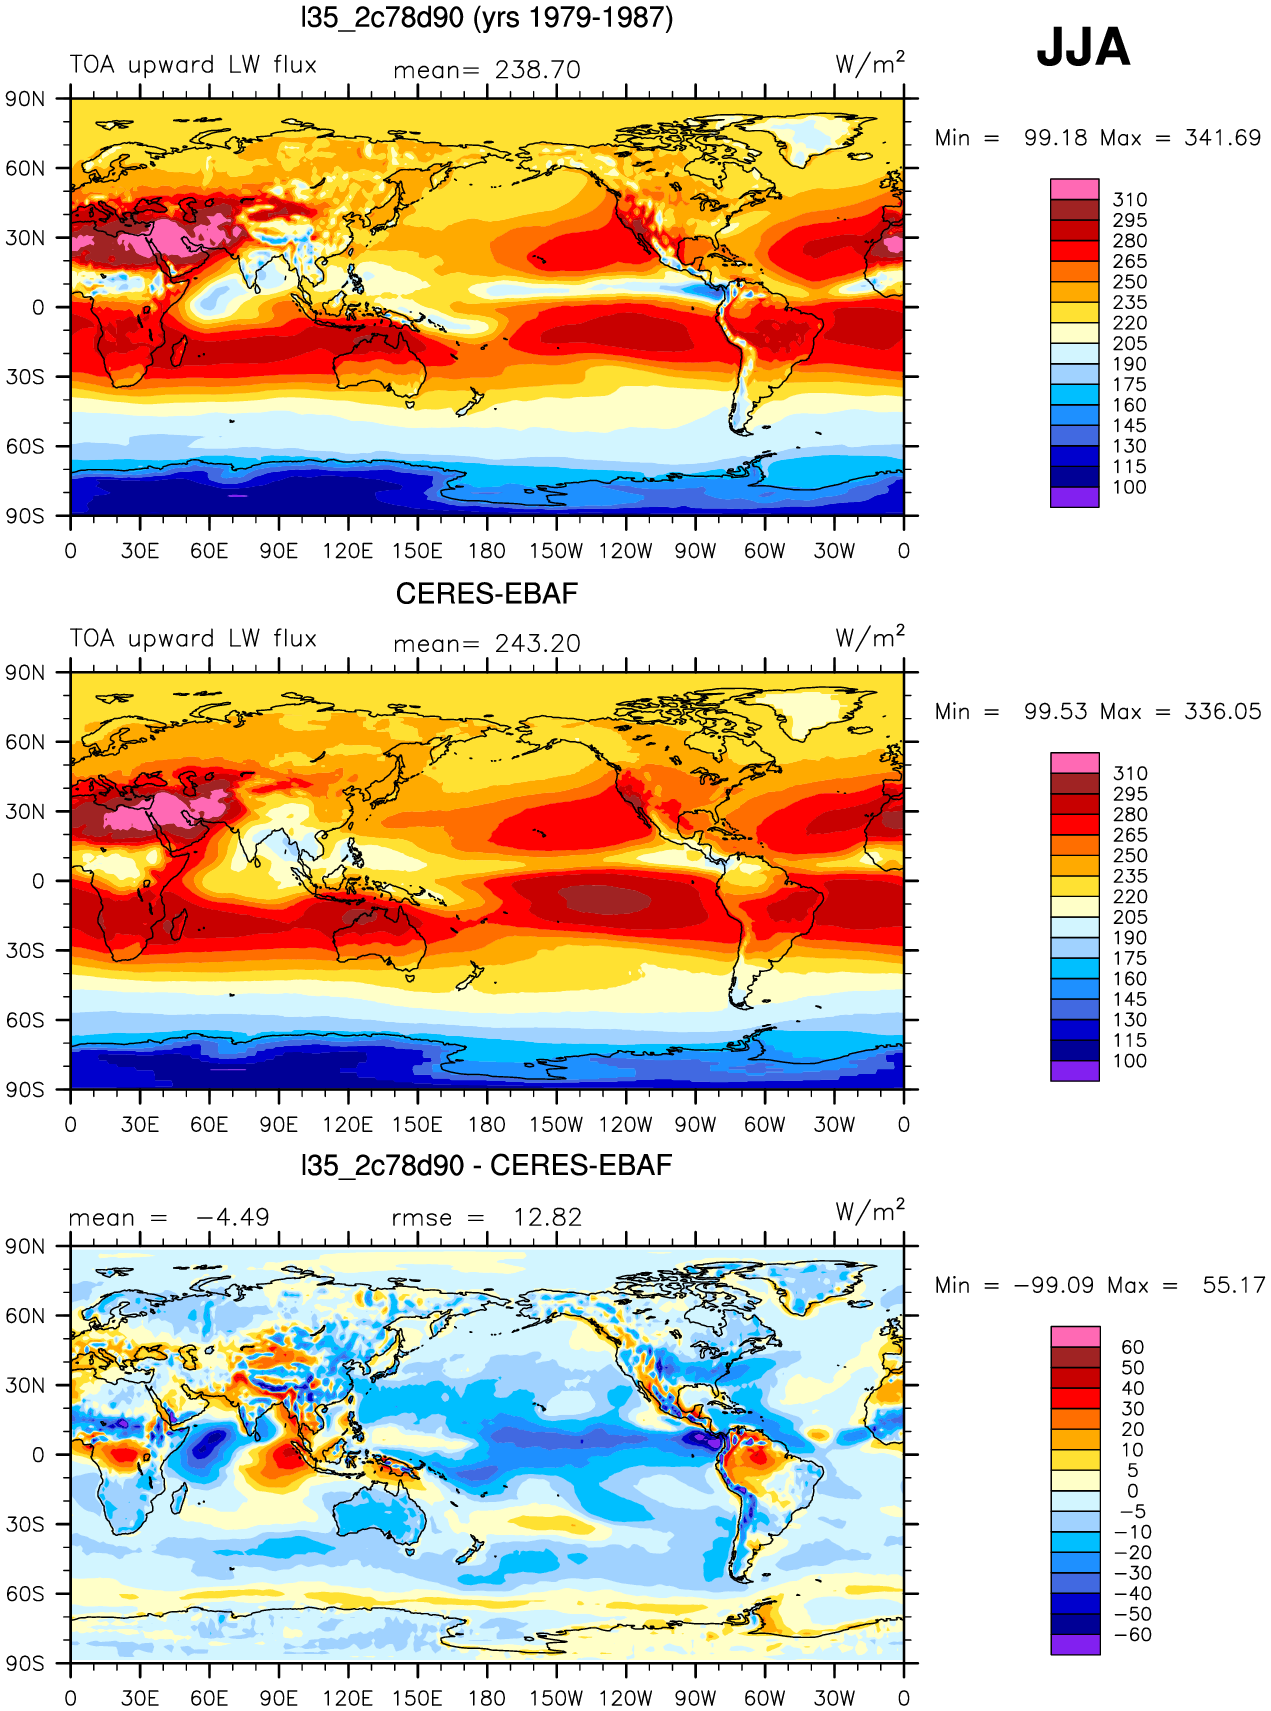 l35_2c78d90 (yrs 1979-1987)
JJA
TOA upward LW flux mean= 238.70 W/m²
Min = 99.18 Max = 341.69
90N
60N
30N
0
30S
60S
90S
0 30E 60E 90E 120E 150E 180 150W 120W 90W 60W 30W 0
310
295
280
265
250
235
220
205
190
175
160
145
130
115
100
CERES-EBAF
TOA upward LW flux mean= 243.20 W/m²
Min = 99.53 Max = 336.05
90N
60N
30N
0
30S
60S
90S
0 30E 60E 90E 120E 150E 180 150W 120W 90W 60W 30W 0
310
295
280
265
250
235
220
205
190
175
160
145
130
115
100
l35_2c78d90 - CERES-EBAF
mean = −4.49 rmse = 12.82 W/m²
Min = −99.09 Max = 55.17
90N
60N
30N
0
30S
60S
90S
0 30E 60E 90E 120E 150E 180 150W 120W 90W 60W 30W 0
60
50
40
30
20
10
5
0
−5
−10
−20
−30
−40
−50
−60